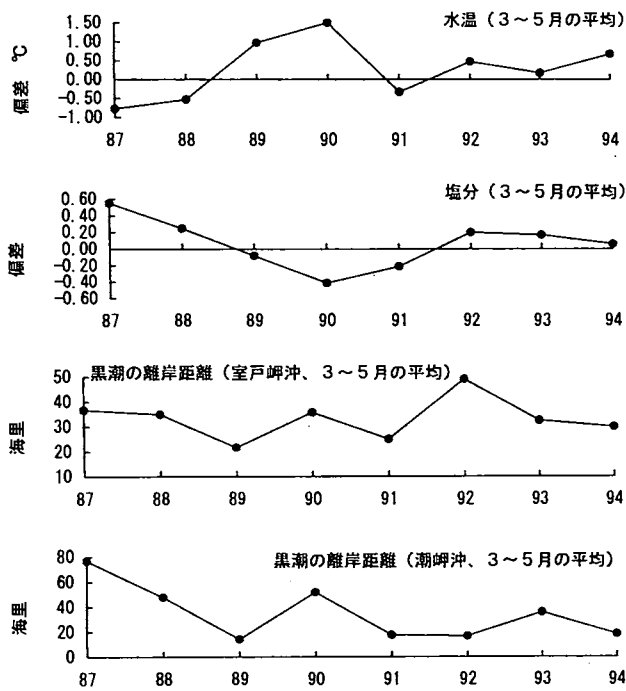 水温（3～5月の平均）
偏差 ℃
1.50
1.00
0.50
0.00
-0.50
-1.00
87 88 89 90 91 92 93 94
塩分（3～5月の平均）
偏差
0.60
0.40
0.20
0.00
-0.20
-0.40
-0.60
87 88 89 90 91 92 93 94
黒潮の離岸距離（室戸岬沖、3～5月の平均）
海里
50
40
30
20
10
87 88 89 90 91 92 93 94
黒潮の離岸距離（潮岬沖、3～5月の平均）
海里
80
60
40
20
0
87 88 89 90 91 92 93 94